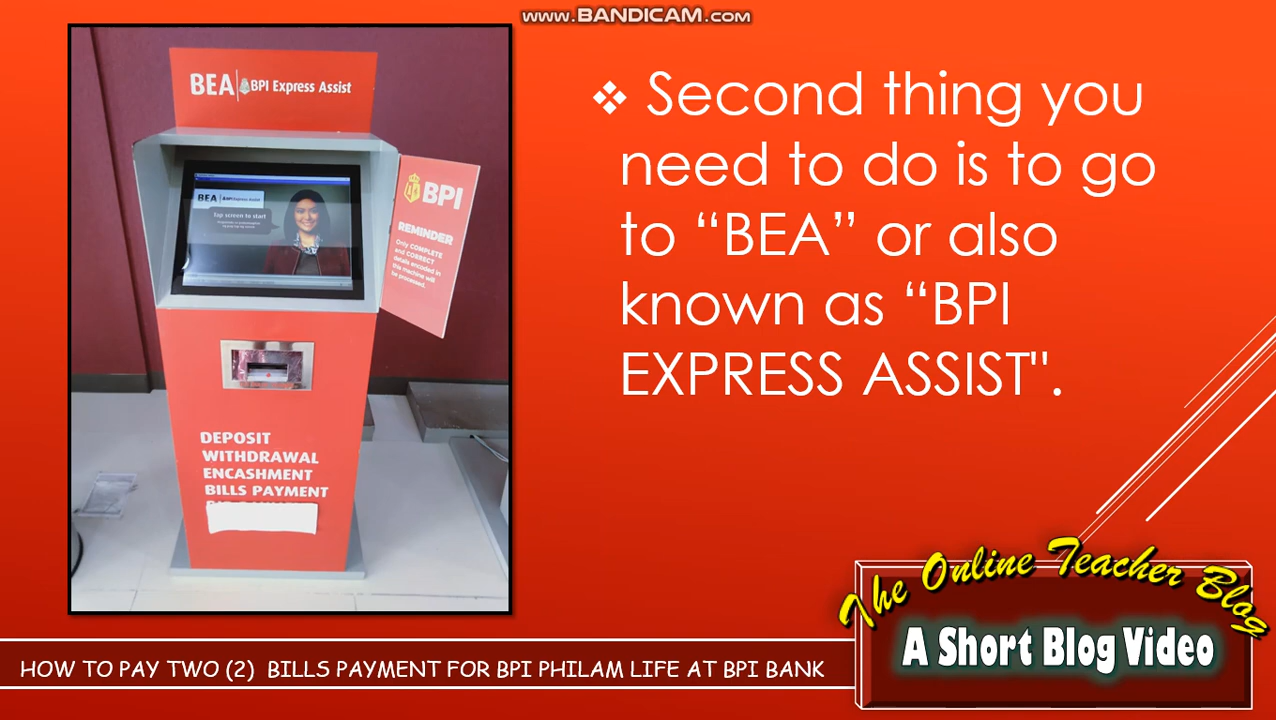 WWW.BANDICAM.COM
BEA BPI Express Assist
BEA BPI Express Assist
Tap screen to start
BPI
REMINDER
Only COMPLETE
and CORRECT
details encoded in
this machine will
be processed.
DEPOSIT
WITHDRAWAL
ENCASHMENT
BILLS PAYMENT
❖ Second thing you
need to do is to go
to “BEA” or also
known as “BPI
EXPRESS ASSIST".
The Online Teacher Blog
A Short Blog Video
HOW TO PAY TWO (2) BILLS PAYMENT FOR BPI PHILAM LIFE AT BPI BANK